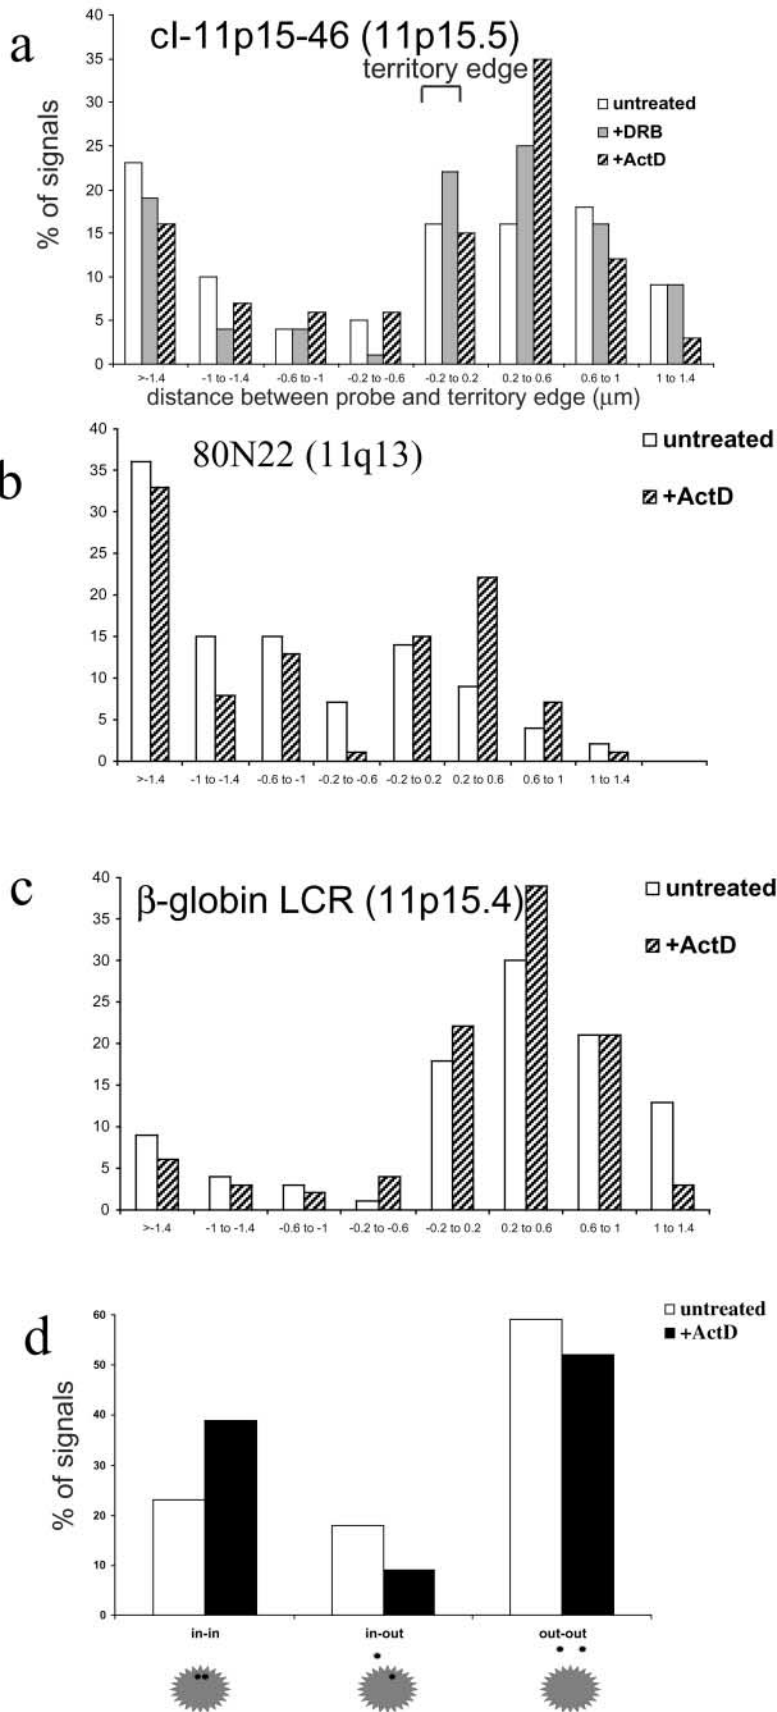 a
cl-11p15-46 (11p15.5)
territory edge
untreated
+DRB
+ActD
% of signals
40
35
30
25
20
15
10
5
0
>-1.4 -1 to -1.4 -0.6 to -1 -0.2 to -0.6 -0.2 to 0.2 0.2 to 0.6 0.6 to 1 1 to 1.4
distance between probe and territory edge (μm)
b
80N22 (11q13)
untreated
+ActD
40
35
30
25
20
15
10
5
0
>-1.4 -1 to -1.4 -0.6 to -1 -0.2 to -0.6 -0.2 to 0.2 0.2 to 0.6 0.6 to 1 1 to 1.4
c
β-globin LCR (11p15.4)
untreated
+ActD
40
35
30
25
20
15
10
5
0
>-1.4 -1 to -1.4 -0.6 to -1 -0.2 to -0.6 -0.2 to 0.2 0.2 to 0.6 0.6 to 1 1 to 1.4
d
untreated
+ActD
% of signals
60
50
40
30
20
10
0
in-in in-out out-out